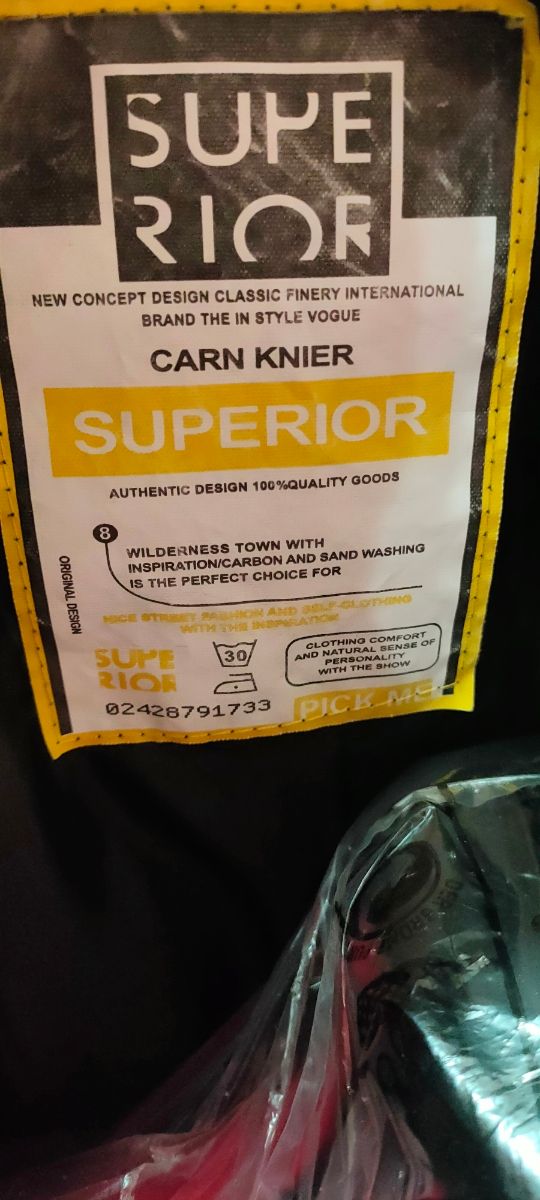 SUPE
RIOR
NEW CONCEPT DESIGN CLASSIC FINERY INTERNATIONAL
BRAND THE IN STYLE VOGUE
CARN KNIER
SUPERIOR
AUTHENTIC DESIGN 100%QUALITY GOODS
8
WILDERNESS TOWN WITH
INSPIRATION/CARBON AND SAND WASHING
IS THE PERFECT CHOICE FOR
ORIGINAL DESIGN
NICE STREET FASHION AND SELF-CLOTHING
WITH THE INSPIRATION
SUPE
RIOR
30
CLOTHING COMFORT
AND NATURAL SENSE OF
PERSONALITY
WITH THE SHOW
02428791733
PICK ME